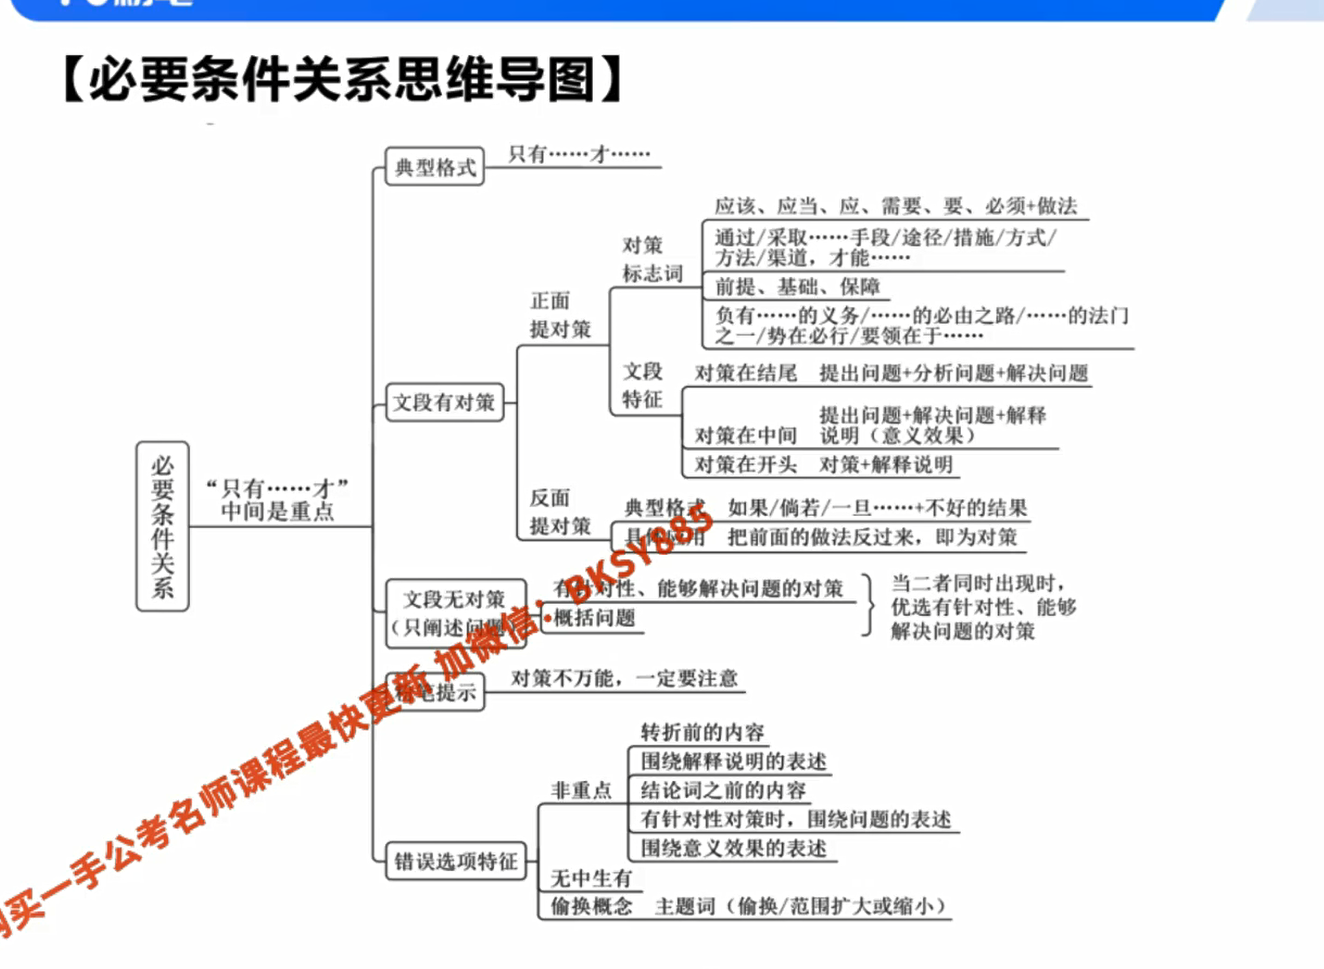 【必要条件关系思维导图】
典型格式
只有……才……
应该、应当、应、需要、要、必须+做法
对策
标志词
通过/采取……手段/途径/措施/方式/
方法/渠道，才能……
前提、基础、保障
正面
提对策
负有……的义务/……的必由之路/……的法门
之一/势在必行/要领在于……
文段
特征
对策在结尾 提出问题+分析问题+解决问题
文段有对策
提出问题+解决问题+解释
对策在中间 说明（意义效果）
对策在开头 对策+解释说明
必要条件关系
“只有……才”
中间是重点
反面
提对策
典型格式 如果/倘若/一旦……+不好的结果
具体应用 把前面的做法反过来，即为对策
文段无对策
（只阐述问题）
有针对性、能够解决问题的对策
概括问题
当二者同时出现时，
优选有针对性、能够
解决问题的对策
粉笔提示
对策不万能，一定要注意
转折前的内容
围绕解释说明的表述
非重点
结论词之前的内容
有针对性对策时，围绕问题的表述
围绕意义效果的表述
错误选项特征
无中生有
偷换概念 主题词（偷换/范围扩大或缩小）
买一手公考名师课程最快更新 加微信：BKSY885